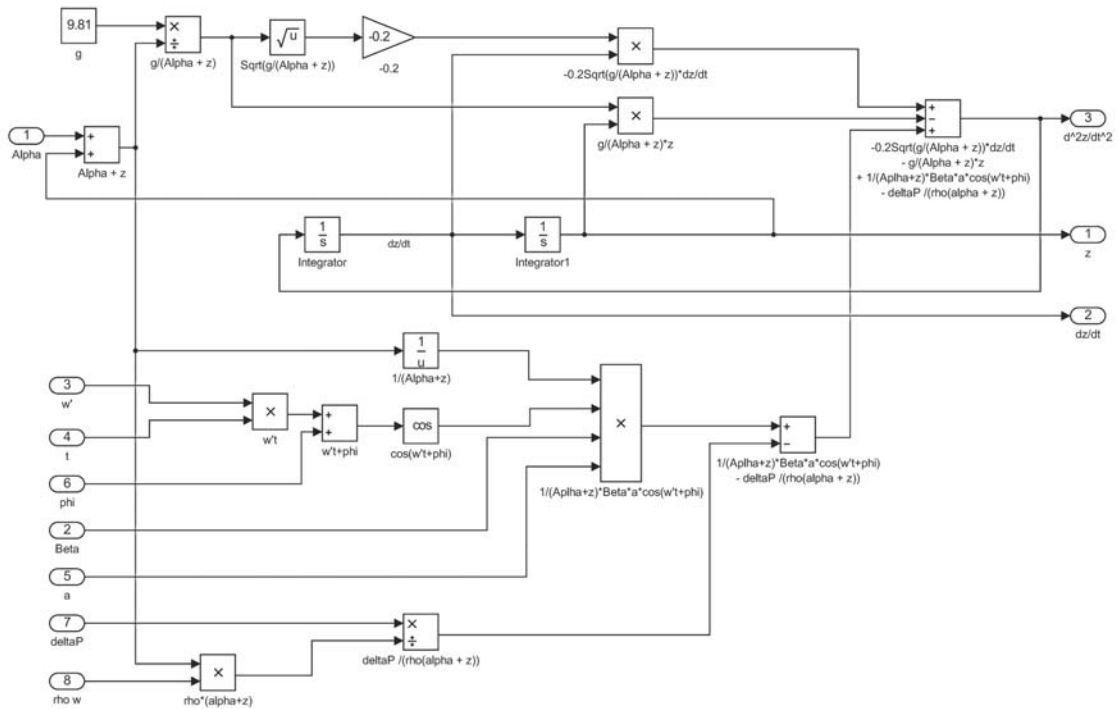 9.81
g
×
÷
g/(Alpha + z)
√u
Sqrt(g/(Alpha + z))
-0.2
-0.2
×
-0.2Sqrt(g/(Alpha + z))*dz/dt
×
g/(Alpha + z)*z
+
−
+
-0.2Sqrt(g/(Alpha + z))*dz/dt
- g/(Alpha + z)*z
+ 1/(Aplha+z)*Beta*a*cos(w't+phi)
- deltaP /(rho(alpha + z))
3
d^2z/dt^2
1
Alpha
+
+
Alpha + z
1
s
Integrator
dz/dt
1
s
Integrator1
1
z
2
dz/dt
1
u
1/(Alpha+z)
3
w'
4
t
×
w't
+
+
w't+phi
cos
cos(w't+phi)
6
phi
2
Beta
5
a
×
1/(Aplha+z)*Beta*a*cos(w't+phi)
+
−
1/(Aplha+z)*Beta*a*cos(w't+phi)
- deltaP /(rho(alpha + z))
7
deltaP
×
÷
deltaP /(rho(alpha + z))
8
rho w
×
rho*(alpha+z)